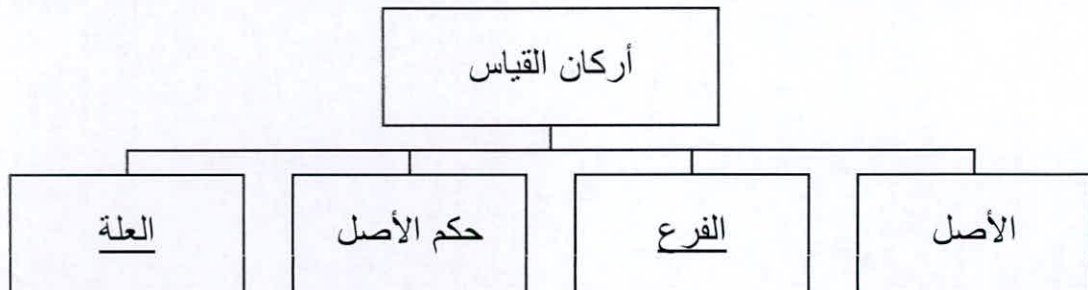 أركان القياس
الأصل
الفرع
حكم الأصل
العلة